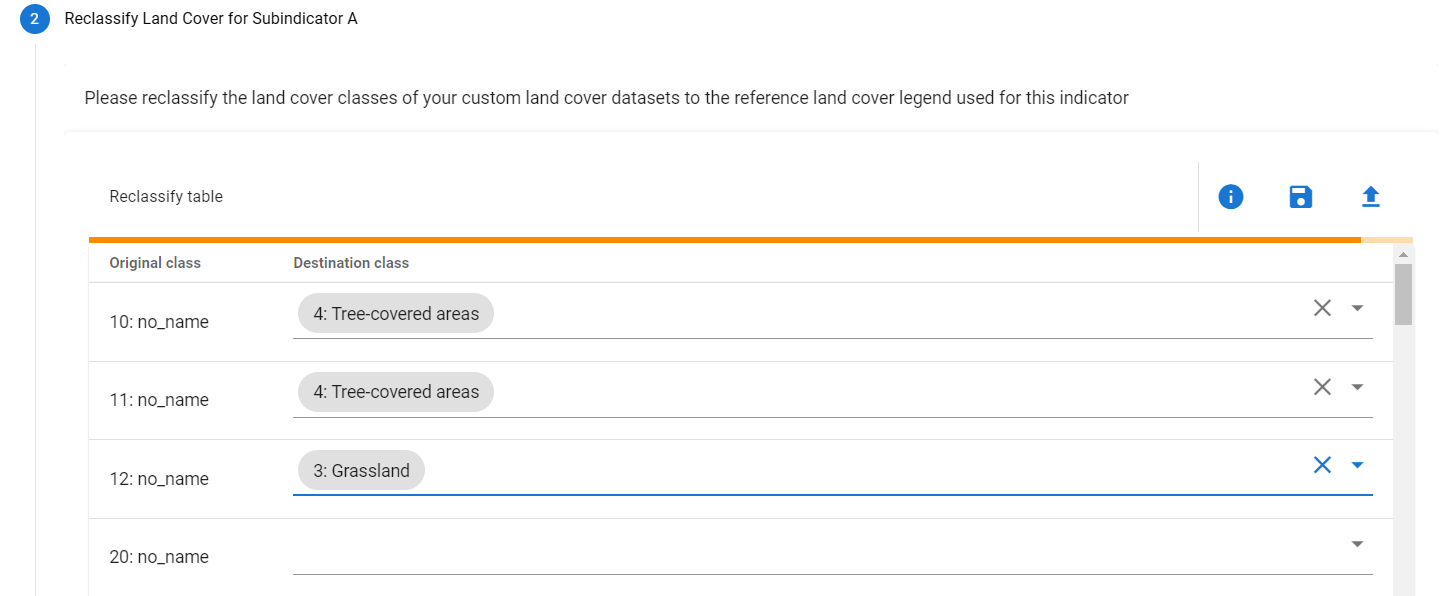 2 Reclassify Land Cover for Subindicator A
Please reclassify the land cover classes of your custom land cover datasets to the reference land cover legend used for this indicator
Reclassify table
Original class Destination class
10: no_name 4: Tree-covered areas
11: no_name 4: Tree-covered areas
12: no_name 3: Grassland
20: no_name